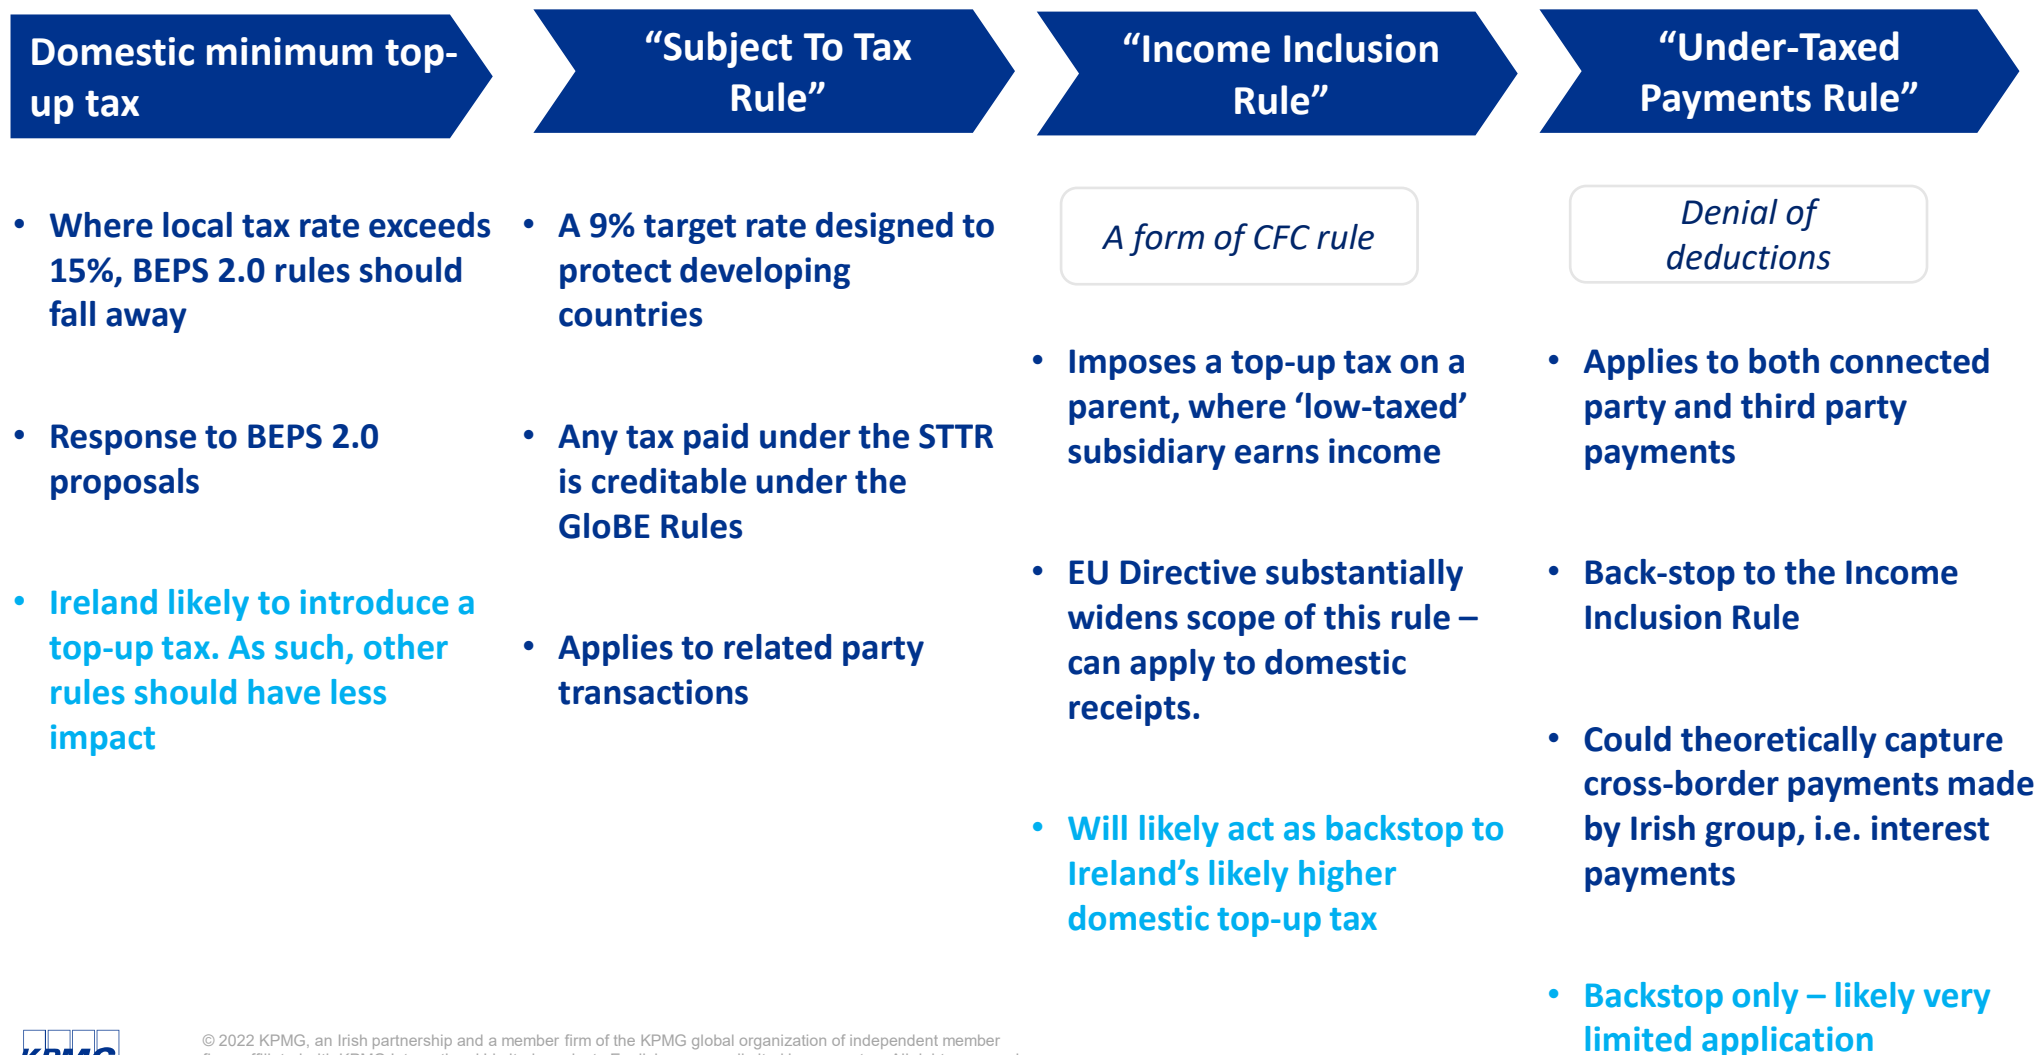 Domestic minimum top-
up tax
“Subject To Tax
Rule”
“Income Inclusion
Rule”
“Under-Taxed
Payments Rule”
• Where local tax rate exceeds
15%, BEPS 2.0 rules should
fall away
• Response to BEPS 2.0
proposals
• Ireland likely to introduce a
top-up tax. As such, other
rules should have less
impact
• A 9% target rate designed to
protect developing
countries
• Any tax paid under the STTR
is creditable under the
GloBE Rules
• Applies to related party
transactions
A form of CFC rule
• Imposes a top-up tax on a
parent, where ‘low-taxed’
subsidiary earns income
• EU Directive substantially
widens scope of this rule –
can apply to domestic
receipts.
• Will likely act as backstop to
Ireland’s likely higher
domestic top-up tax
Denial of
deductions
• Applies to both connected
party and third party
payments
• Back-stop to the Income
Inclusion Rule
• Could theoretically capture
cross-border payments made
by Irish group, i.e. interest
payments
• Backstop only – likely very
limited application
KPMG
© 2022 KPMG, an Irish partnership and a member firm of the KPMG global organization of independent member